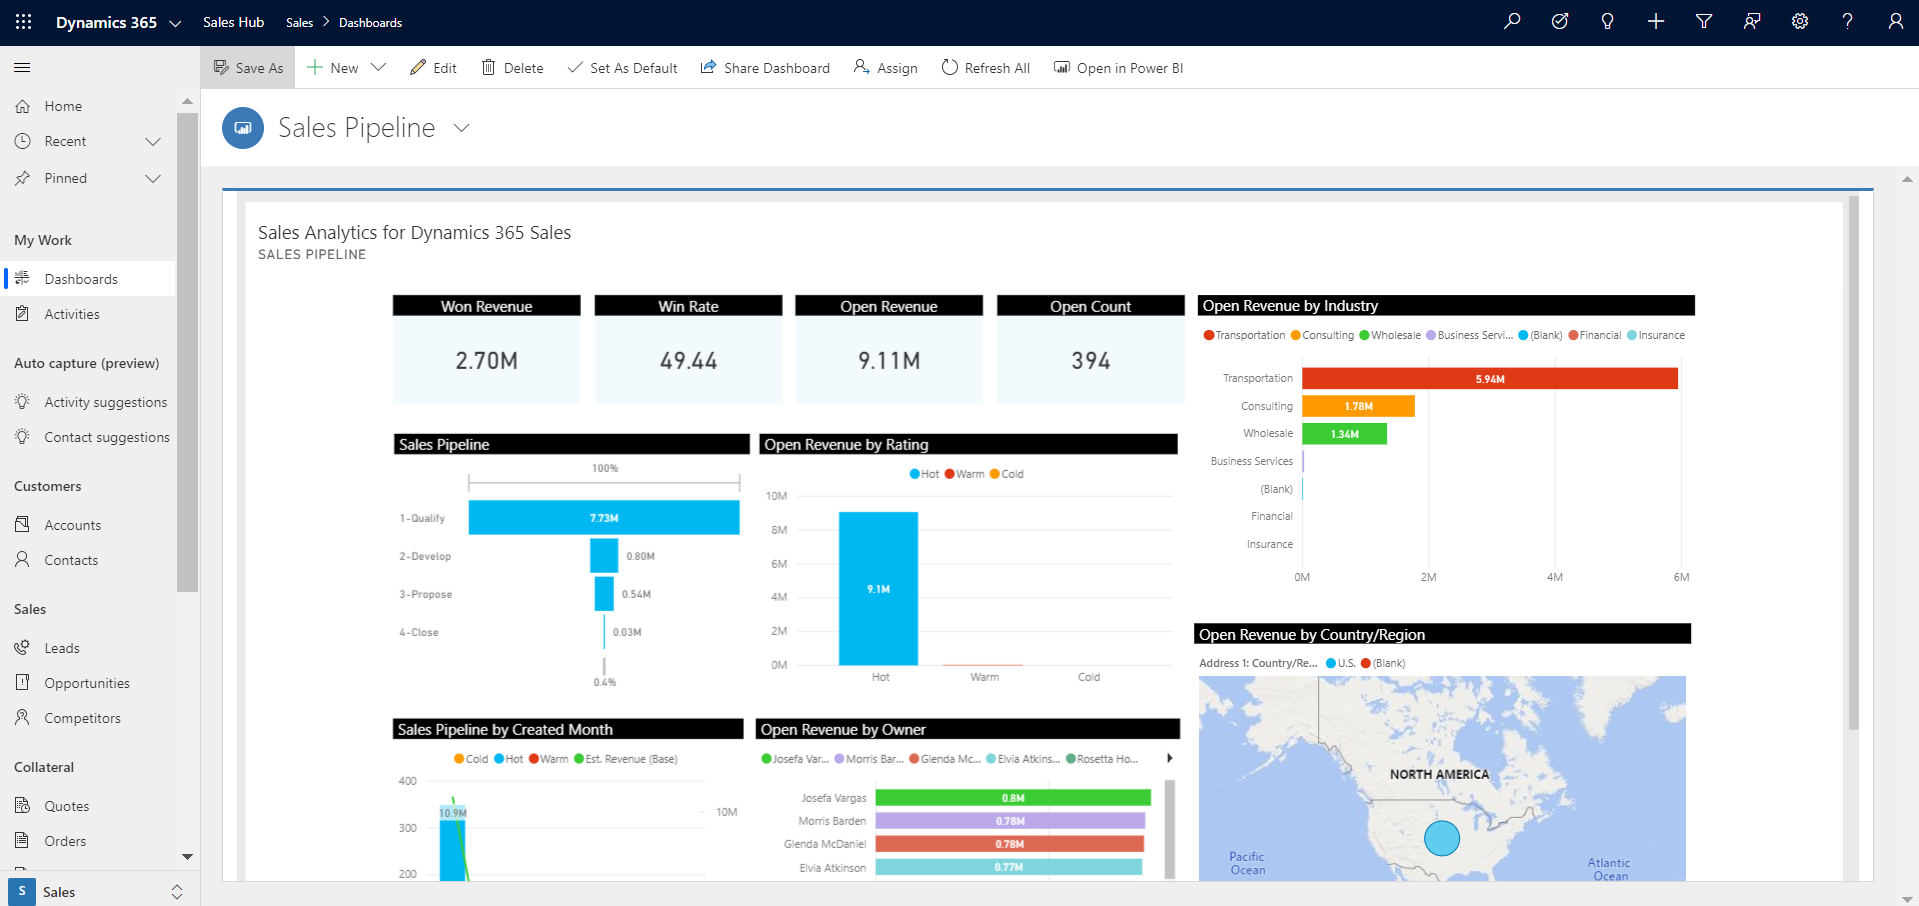 Dynamics 365 Sales Hub Sales > Dashboards
Save As New Edit Delete Set As Default Share Dashboard Assign Refresh All Open in Power BI
Home
Recent
Pinned
My Work
Dashboards
Activities
Auto capture (preview)
Activity suggestions
Contact suggestions
Customers
Accounts
Contacts
Sales
Leads
Opportunities
Competitors
Collateral
Quotes
Orders
S Sales
Sales Pipeline
Sales Analytics for Dynamics 365 Sales
SALES PIPELINE
Won Revenue
2.70M
Win Rate
49.44
Open Revenue
9.11M
Open Count
394
Open Revenue by Industry
Transportation Consulting Wholesale Business Servi... (Blank) Financial Insurance
Transportation 5.94M
Consulting 1.78M
Wholesale 1.34M
Business Services
(Blank)
Financial
Insurance
0M 2M 4M 6M
Sales Pipeline
100%
1-Qualify 7.73M
2-Develop 0.80M
3-Propose 0.54M
4-Close 0.03M
0.4%
Open Revenue by Rating
Hot Warm Cold
10M
8M
6M
9.1M
4M
2M
0M
Hot Warm Cold
Open Revenue by Country/Region
Address 1: Country/Re... U.S. (Blank)
NORTH AMERICA
Pacific
Ocean
Atlantic
Ocean
Sales Pipeline by Created Month
Cold Hot Warm Est. Revenue (Base)
400
10.9M 10M
300
200
Open Revenue by Owner
Josefa Var... Morris Bar... Glenda Mc... Elvia Atkins... Rosetta Ho...
Josefa Vargas 0.8M
Morris Barden 0.78M
Glenda McDaniel 0.78M
Elvia Atkinson 0.77M